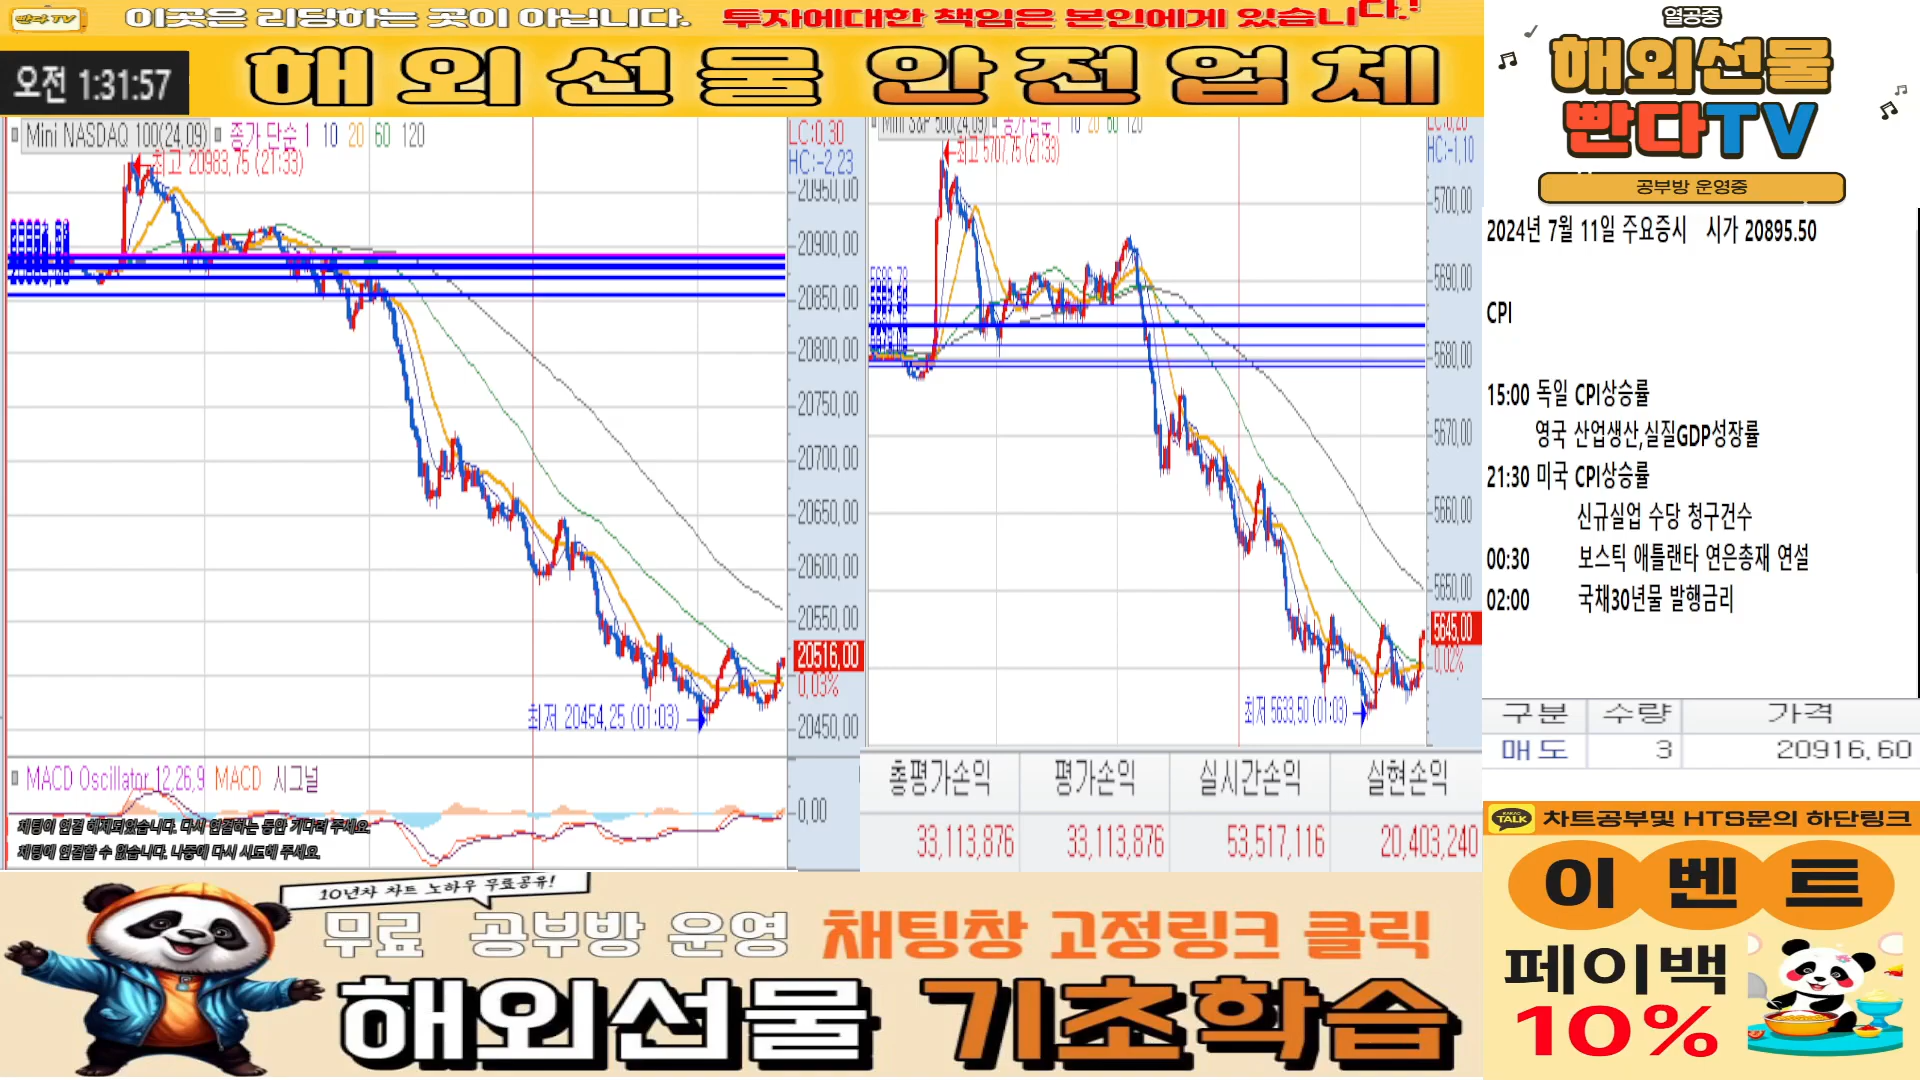 빤다TV
이곳은 리딩하는 곳이 아닙니다. 투자에대한 책임은 본인에게 있습니다.!
오전 1:31:57
해외선물 안전업체
Mini NASDAQ 100(24,09) 종가 단순 1 10 20 60 120
LC:0,30
HC:-2,23
최고 20983,75 (21:33)
20950,00
20900,00
20850,00
20800,00
20750,00
20700,00
20650,00
20600,00
20550,00
20516,00
0,03%
20450,00
최저 20454,25 (01:03)
MACD Oscillator 12,26,9 MACD 시그널
0,00
채팅이 연결 해제되었습니다. 다시 연결하는 동안 기다려 주세요.
채팅에 연결할 수 없습니다. 나중에 다시 시도해 주세요.
Mini S&P 500(24,09) 종가 단순 1 10 20 60 120
LC:0,20
HC:-1,10
최고 5707,75 (21:33)
5700,00
5690,00
5680,00
5670,00
5660,00
5650,00
5645,00
0,02%
최저 5633,50 (01:03)
총평가손익 평가손익 실시간손익 실현손익
33,113,876 33,113,876 53,517,116 20,403,240
열공중
해외선물
빤다TV
공부방 운영중
2024년 7월 11일 주요증시 시가 20895.50
CPI
15:00 독일 CPI상승률
영국 산업생산,실질GDP성장률
21:30 미국 CPI상승률
신규실업 수당 청구건수
00:30 보스틱 애틀랜타 연은총재 연설
02:00 국채30년물 발행금리
구분 수량 가격
매도 3 20916,60
TALK 차트공부및 HTS문의 하단링크
이벤트
페이백
10%
10년차 차트 노하우 무료공유!
무료 공부방 운영 채팅창 고정링크 클릭
해외선물 기초학습